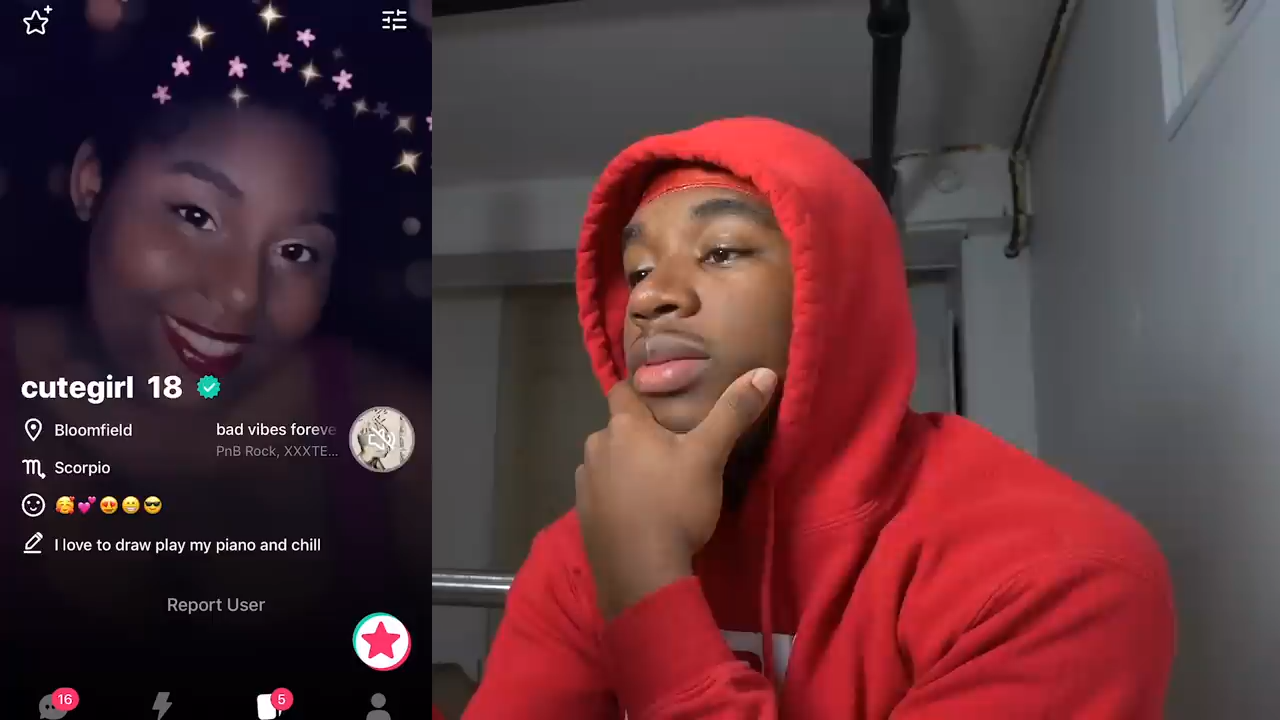 cutegirl 18
Bloomfield
bad vibes foreve
PnB Rock, XXXTE...
Scorpio
I love to draw play my piano and chill
Report User
16
5